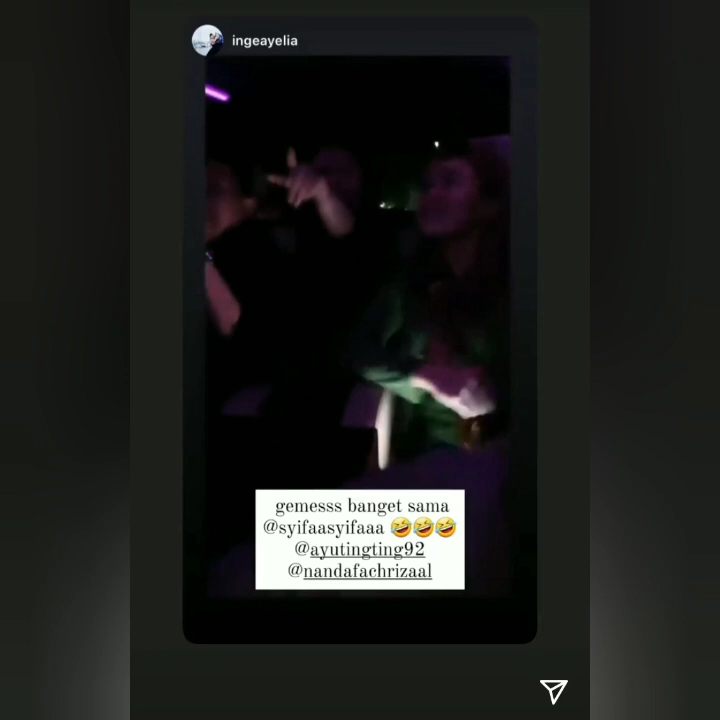 ingeayelia
gemesss banget sama
@syifaasyifaaa 🤣🤣🤣
@ayutingting92
@nandafachrizaal